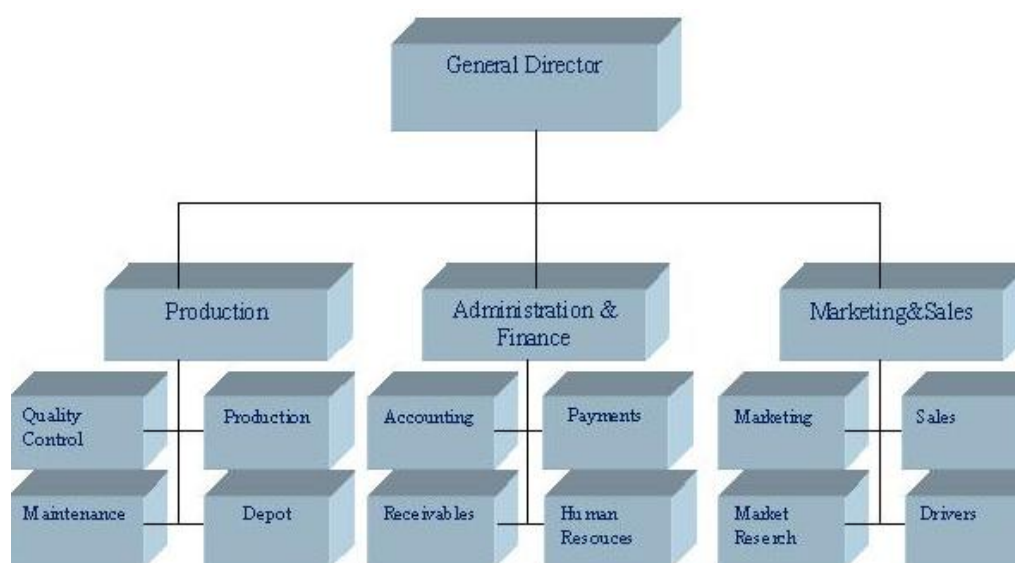 General Director
Production
Administration &
Finance
Marketing&Sales
Quality
Control
Production
Accounting
Payments
Marketing
Sales
Maintenance
Depot
Receivables
Human
Resouces
Market
Reserch
Drivers